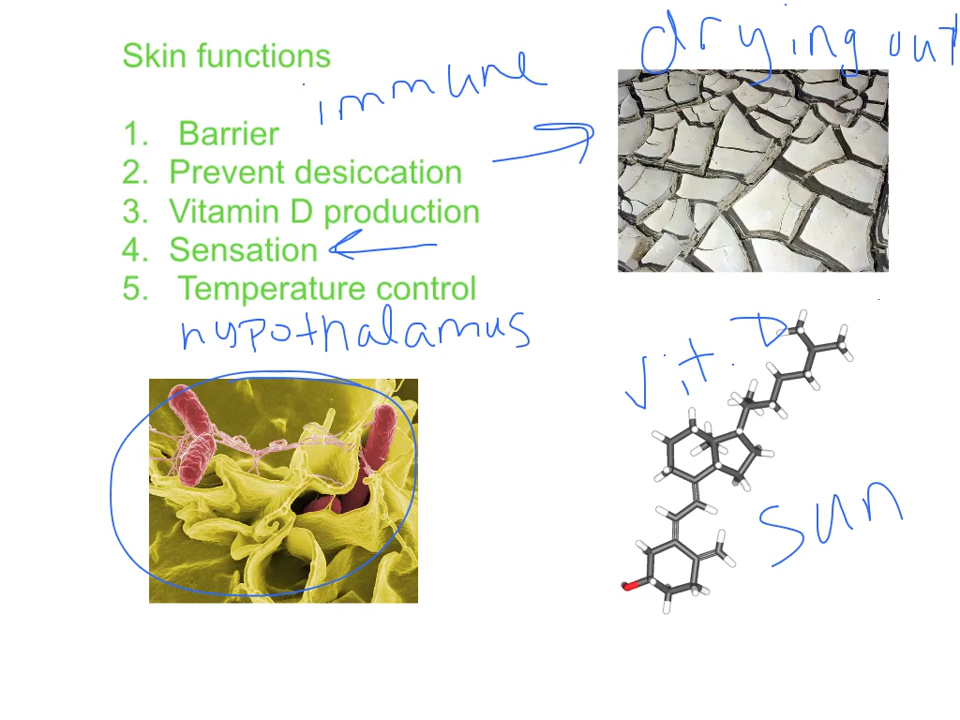 drying out
Skin functions
immune
1. Barrier
2. Prevent desiccation
3. Vitamin D production
4. Sensation
5. Temperature control
hypothalamus
Vit. D
sun